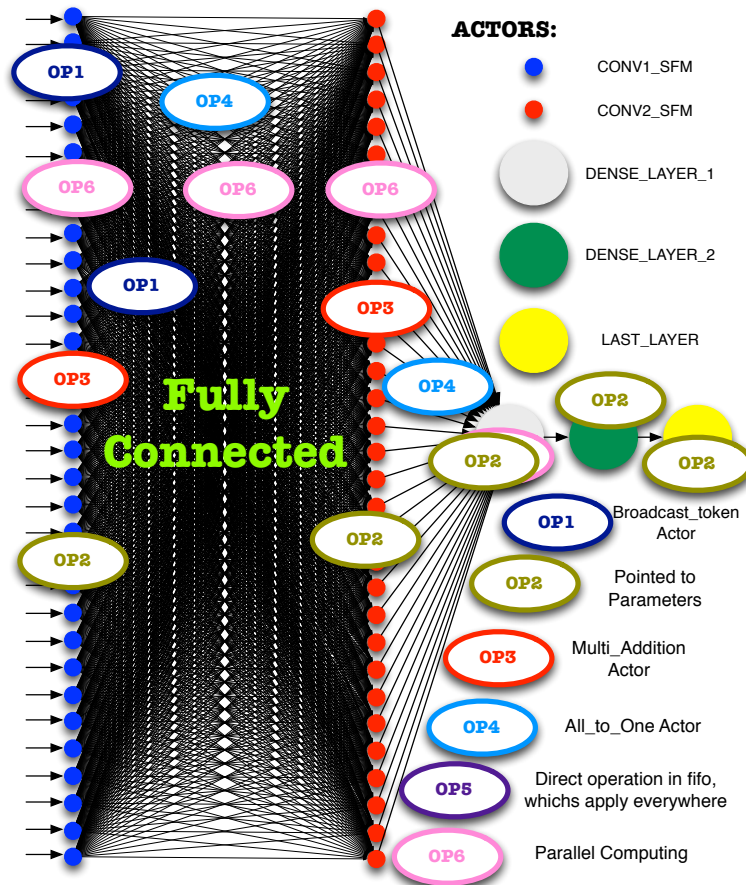 ACTORS:
CONV1_SFM
CONV2_SFM
DENSE_LAYER_1
DENSE_LAYER_2
LAST_LAYER
OP1
OP4
OP6
OP6
OP6
OP1
OP3
OP3
OP4
Fully
Connected
OP2
OP2
OP2
OP2
OP2
OP1
Broadcast_token
Actor
OP2
Pointed to
Parameters
OP3
Multi_Addition
Actor
OP4
All_to_One Actor
OP5
Direct operation in fifo,
whichs apply everywhere
OP6
Parallel Computing